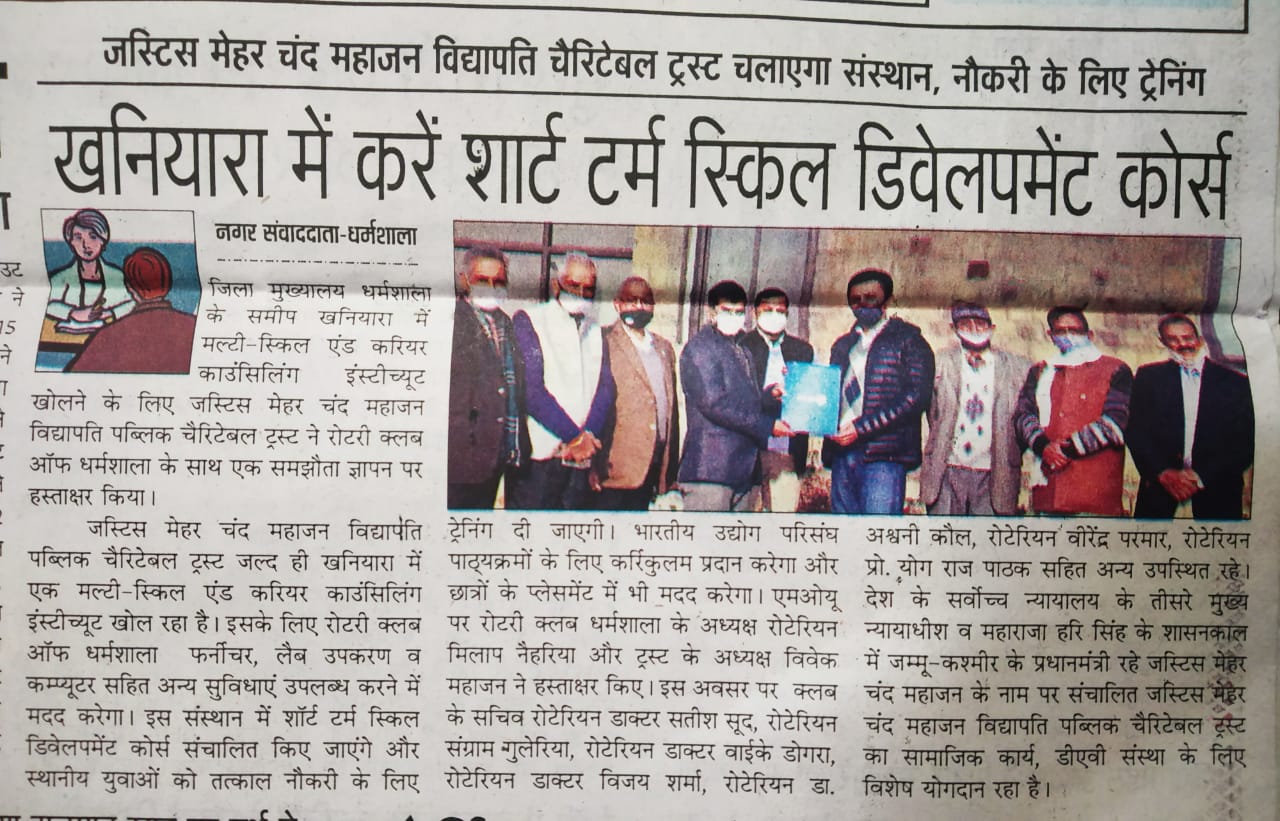 जस्टिस मेहर चंद महाजन विद्यापति चैरिटेबल ट्रस्ट चलाएगा संस्थान, नौकरी के लिए ट्रेनिंग
खनियारा में करें शार्ट टर्म स्किल डिवेलपमेंट कोर्स
नगर संवाददाता-धर्मशाला
जिला मुख्यालय धर्मशाला
के समीप खनियारा में
मल्टी-स्किल एंड करियर
काउंसिलिंग इंस्टीच्यूट
खोलने के लिए जस्टिस मेहर चंद महाजन
विद्यापति पब्लिक चैरिटेबल ट्रस्ट ने रोटरी क्लब
ऑफ धर्मशाला के साथ एक समझौता ज्ञापन पर
हस्ताक्षर किया।
जस्टिस मेहर चंद महाजन विद्यापति
पब्लिक चैरिटेबल ट्रस्ट जल्द ही खनियारा में
एक मल्टी-स्किल एंड करियर काउंसिलिंग
इंस्टीच्यूट खोल रहा है। इसके लिए रोटरी क्लब
ऑफ धर्मशाला फर्नीचर, लैब उपकरण व
कम्प्यूटर सहित अन्य सुविधाएं उपलब्ध करने में
मदद करेगा। इस संस्थान में शॉर्ट टर्म स्किल
डिवेलपमेंट कोर्स संचालित किए जाएंगे और
स्थानीय युवाओं को तत्काल नौकरी के लिए
ट्रेनिंग दी जाएगी। भारतीय उद्योग परिसंघ
पाठ्यक्रमों के लिए करिकुलम प्रदान करेगा और
छात्रों के प्लेसमेंट में भी मदद करेगा। एमओयू
पर रोटरी क्लब धर्मशाला के अध्यक्ष रोटेरियन
मिलाप नैहरिया और ट्रस्ट के अध्यक्ष विवेक
महाजन ने हस्ताक्षर किए। इस अवसर पर क्लब
के सचिव रोटेरियन डाक्टर सतीश सूद, रोटेरियन
संग्राम गुलेरिया, रोटेरियन डाक्टर वाईके डोगरा,
रोटेरियन डाक्टर विजय शर्मा, रोटेरियन डा.
अश्वनी कौल, रोटेरियन वीरेंद्र परमार, रोटेरियन
प्रो. योग राज पाठक सहित अन्य उपस्थित रहे।
देश के सर्वोच्च न्यायालय के तीसरे मुख्य
न्यायाधीश व महाराजा हरि सिंह के शासनकाल
में जम्मू-कश्मीर के प्रधानमंत्री रहे जस्टिस मेहर
चंद महाजन के नाम पर संचालित जस्टिस मेहर
चंद महाजन विद्यापति पब्लिक चैरिटेबल ट्रस्ट
का सामाजिक कार्य, डीएवी संस्था के लिए
विशेष योगदान रहा है।